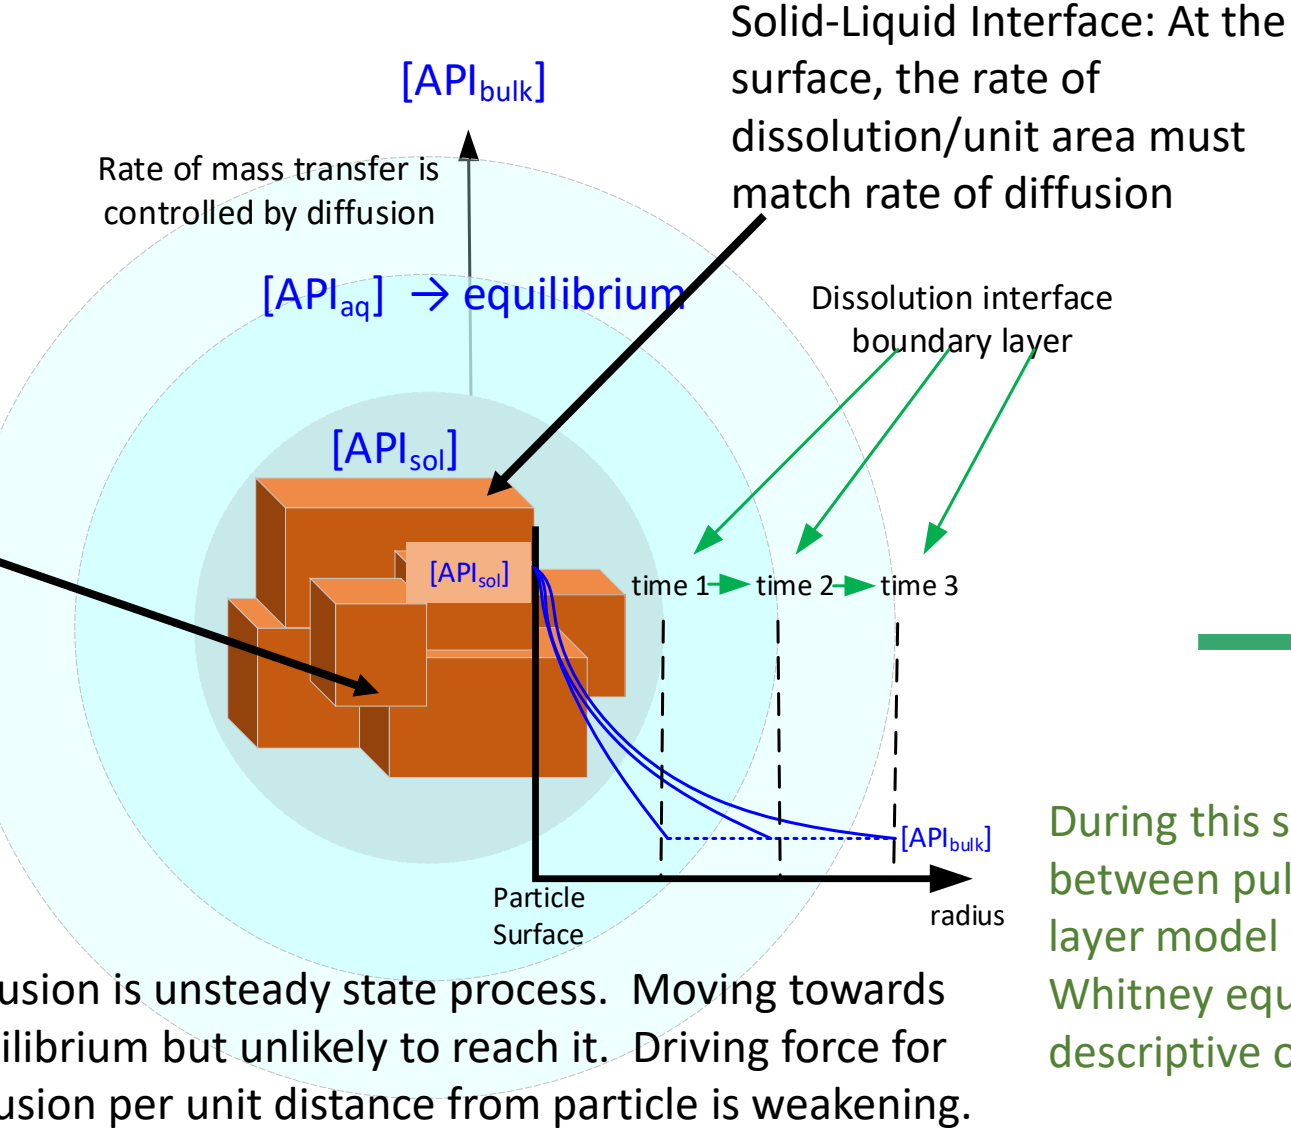 Solid-Liquid Interface: At the
surface, the rate of
dissolution/unit area must
match rate of diffusion
[APIbulk]
Rate of mass transfer is
controlled by diffusion
[APIaq] → equilibrium
Dissolution interface
boundary layer
[APIsol]
[APIsol]
time 1 time 2 time 3
[APIbulk]
Particle
Surface
radius
usion is unsteady state process. Moving towards
ilibrium but unlikely to reach it. Driving force for
usion per unit distance from particle is weakening.
During this s
between pul
layer model
Whitney equ
descriptive o